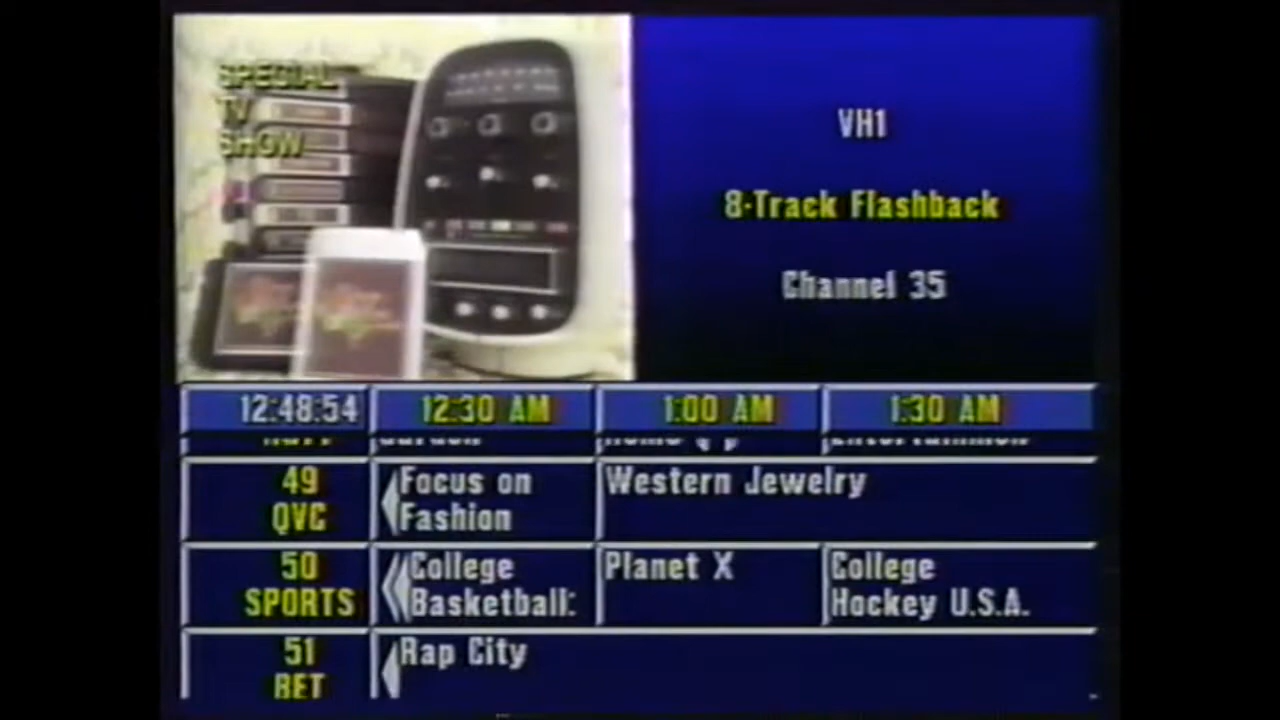 SPECIAL
TV
SHOW
VH1
8-Track Flashback
Channel 35
12:48:54 12:30 AM 1:00 AM 1:30 AM
49 Focus on Western Jewelry
QVC Fashion
50 College Planet X College
SPORTS Basketball: Hockey U.S.A.
51 Rap City
BET